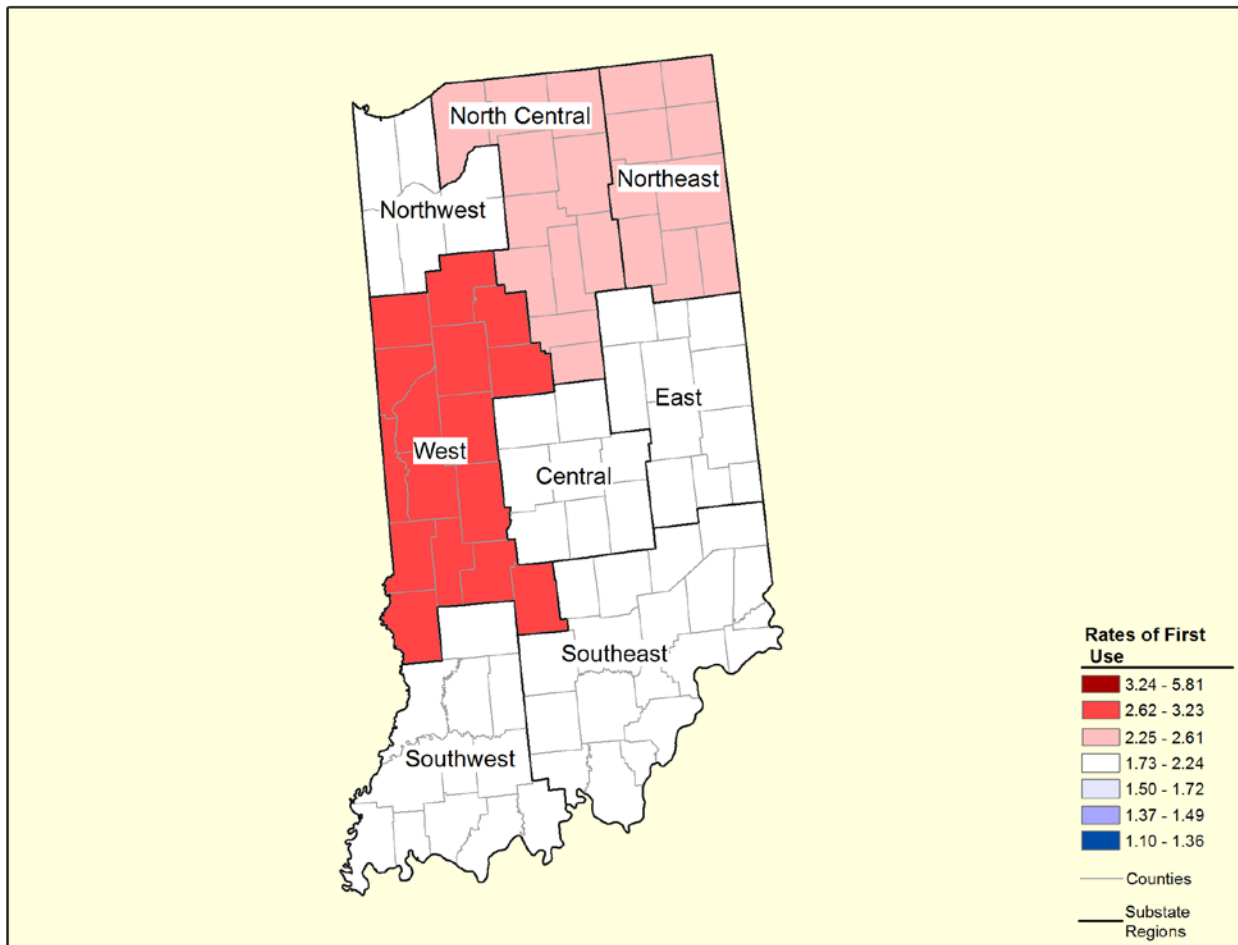 North Central
Northeast
Northwest
East
West
Central
Southeast
Southwest
Rates of First
Use
3.24 - 5.81
2.62 - 3.23
2.25 - 2.61
1.73 - 2.24
1.50 - 1.72
1.37 - 1.49
1.10 - 1.36
Counties
Substate
Regions